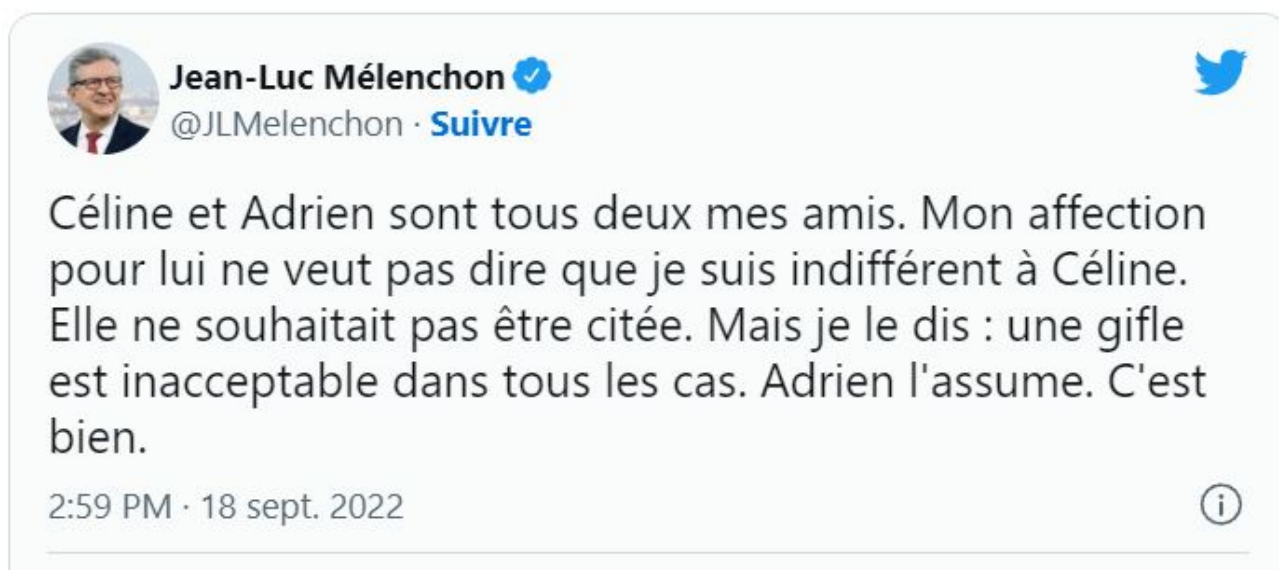 Jean-Luc Mélenchon
@JLMelenchon · Suivre
Céline et Adrien sont tous deux mes amis. Mon affection
pour lui ne veut pas dire que je suis indifférent à Céline.
Elle ne souhaitait pas être citée. Mais je le dis : une gifle
est inacceptable dans tous les cas. Adrien l'assume. C'est
bien.
2:59 PM · 18 sept. 2022